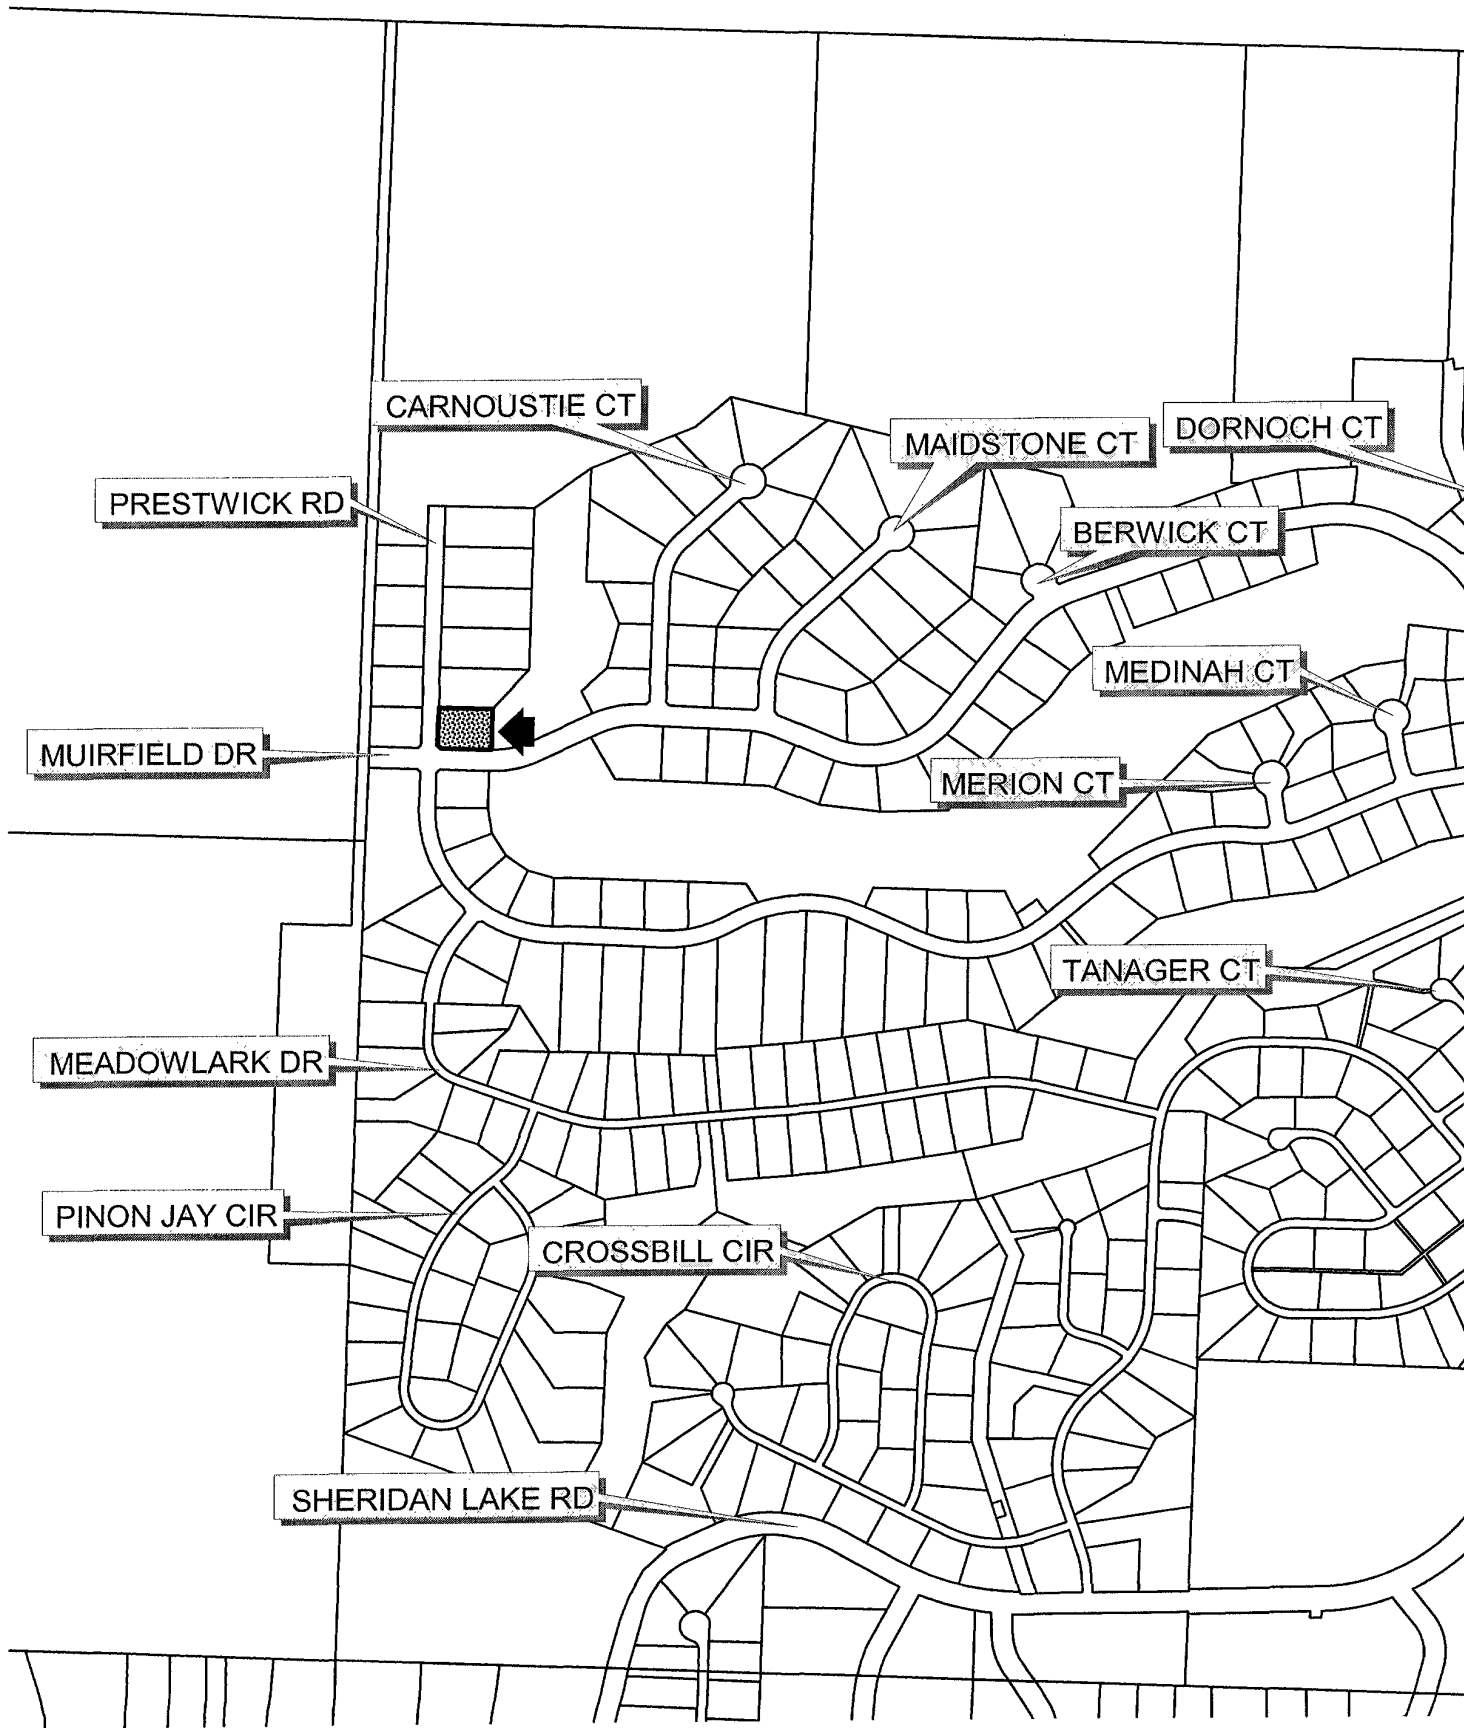 CARNOUSTIE CT
MAIDSTONE CT
DORNOCH CT
PRESTWICK RD
BERWICK CT
MEDINAH CT
MUIRFIELD DR
MERION CT
TANAGER CT
MEADOWLARK DR
PINON JAY CIR
CROSSBILL CIR
SHERIDAN LAKE RD